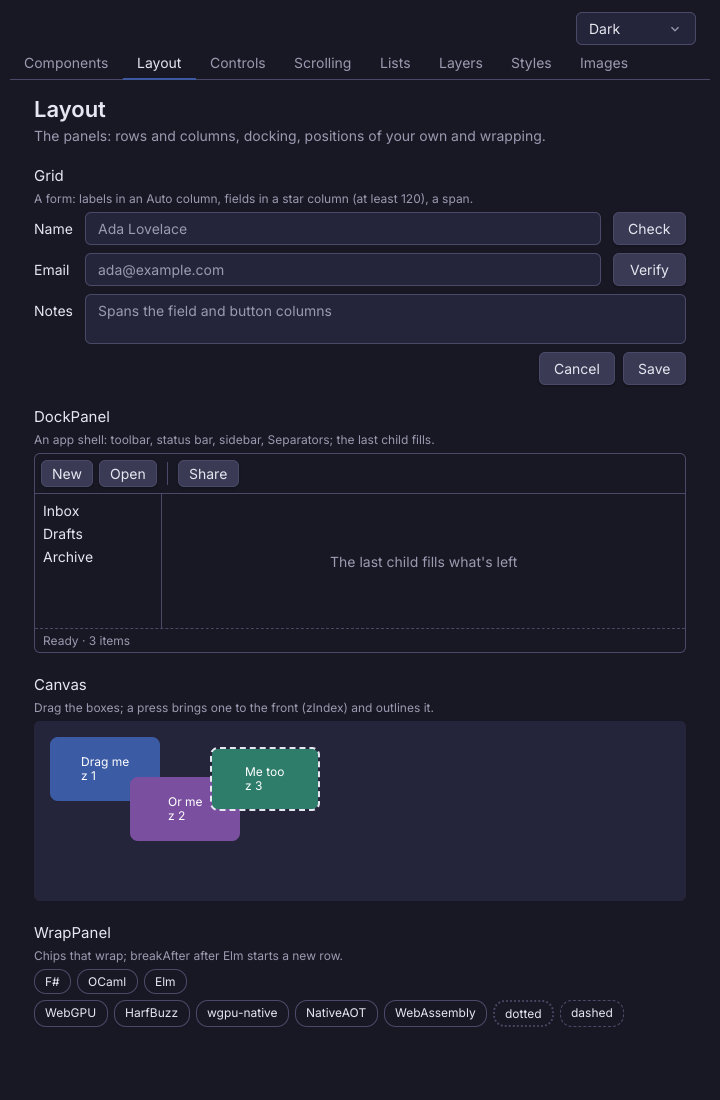 Dark
Components Layout Controls Scrolling Lists Layers Styles Images
Layout
The panels: rows and columns, docking, positions of your own and wrapping.
Grid
A form: labels in an Auto column, fields in a star column (at least 120), a span.
Name Ada Lovelace Check
Email ada@example.com Verify
Notes Spans the field and button columns
Cancel Save
DockPanel
An app shell: toolbar, status bar, sidebar, Separators; the last child fills.
New Open Share
Inbox
Drafts
Archive
The last child fills what's left
Ready · 3 items
Canvas
Drag the boxes; a press brings one to the front (zIndex) and outlines it.
Drag me
z 1
Me too
z 3
Or me
z 2
WrapPanel
Chips that wrap; breakAfter after Elm starts a new row.
F# OCaml Elm
WebGPU HarfBuzz wgpu-native NativeAOT WebAssembly dotted dashed